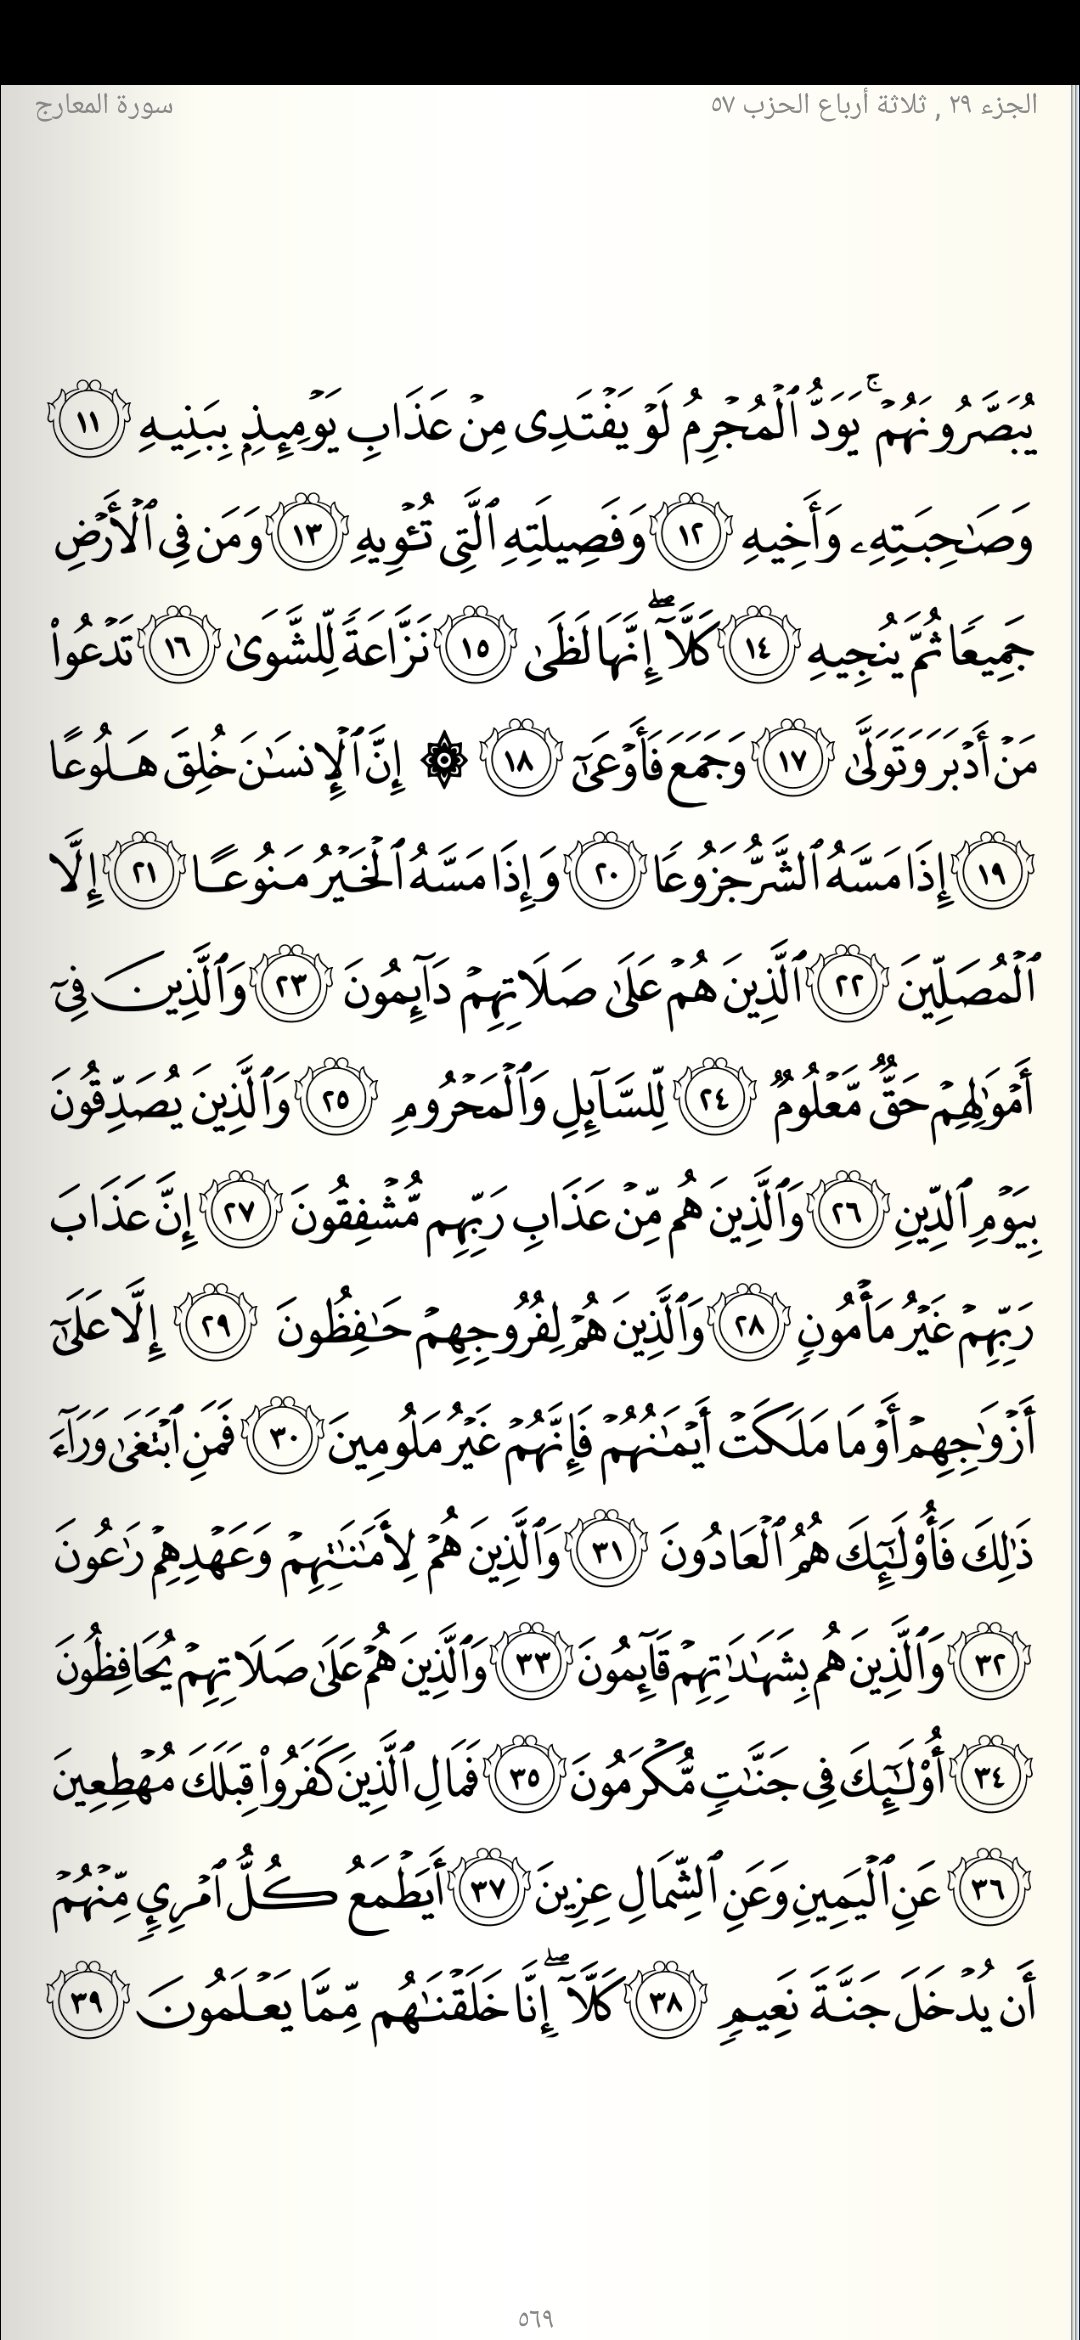 الجزء ٢٩ , ثلاثة أرباع الحزب ٥٧
سورة المعارج
يُبَصَّرُونَهُمۡۚ يَوَدُّ ٱلۡمُجۡرِمُ لَوۡ يَفۡتَدِي مِنۡ عَذَابِ يَوۡمِئِذِۭ بِبَنِيهِ ١١
وَصَٰحِبَتِهِۦ وَأَخِيهِ ١٢ وَفَصِيلَتِهِ ٱلَّتِي تُـٔۡوِيهِ ١٣ وَمَن فِي ٱلۡأَرۡضِ
جَمِيعٗا ثُمَّ يُنجِيهِ ١٤ كَلَّآۖ إِنَّهَا لَظَىٰ ١٥ نَزَّاعَةٗ لِّلشَّوَىٰ ١٦ تَدۡعُواْ
مَنۡ أَدۡبَرَ وَتَوَلَّىٰ ١٧ وَجَمَعَ فَأَوۡعَىٰٓ ١٨ ۞ إِنَّ ٱلۡإِنسَٰنَ خُلِقَ هَلُوعًا
١٩ إِذَا مَسَّهُ ٱلشَّرُّ جَزُوعٗا ٢٠ وَإِذَا مَسَّهُ ٱلۡخَيۡرُ مَنُوعًا ٢١ إِلَّا
ٱلۡمُصَلِّينَ ٢٢ ٱلَّذِينَ هُمۡ عَلَىٰ صَلَاتِهِمۡ دَآئِمُونَ ٢٣ وَٱلَّذِينَ فِيٓ
أَمۡوَٰلِهِمۡ حَقّٞ مَّعۡلُومٞ ٢٤ لِّلسَّآئِلِ وَٱلۡمَحۡرُومِ ٢٥ وَٱلَّذِينَ يُصَدِّقُونَ
بِيَوۡمِ ٱلدِّينِ ٢٦ وَٱلَّذِينَ هُم مِّنۡ عَذَابِ رَبِّهِم مُّشۡفِقُونَ ٢٧ إِنَّ عَذَابَ
رَبِّهِمۡ غَيۡرُ مَأۡمُونٖ ٢٨ وَٱلَّذِينَ هُمۡ لِفُرُوجِهِمۡ حَٰفِظُونَ ٢٩ إِلَّا عَلَىٰٓ
أَزۡوَٰجِهِمۡ أَوۡ مَا مَلَكَتۡ أَيۡمَٰنُهُمۡ فَإِنَّهُمۡ غَيۡرُ مَلُومِينَ ٣٠ فَمَنِ ٱبۡتَغَىٰ وَرَآءَ
ذَٰلِكَ فَأُوْلَٰٓئِكَ هُمُ ٱلۡعَادُونَ ٣١ وَٱلَّذِينَ هُمۡ لِأَمَٰنَٰتِهِمۡ وَعَهۡدِهِمۡ رَٰعُونَ
٣٢ وَٱلَّذِينَ هُم بِشَهَٰدَٰتِهِمۡ قَآئِمُونَ ٣٣ وَٱلَّذِينَ هُمۡ عَلَىٰ صَلَاتِهِمۡ يُحَافِظُونَ
٣٤ أُوْلَٰٓئِكَ فِي جَنَّٰتٖ مُّكۡرَمُونَ ٣٥ فَمَالِ ٱلَّذِينَ كَفَرُواْ قِبَلَكَ مُهۡطِعِينَ
٣٦ عَنِ ٱلۡيَمِينِ وَعَنِ ٱلشِّمَالِ عِزِينَ ٣٧ أَيَطۡمَعُ كُلُّ ٱمۡرِيٕٖ مِّنۡهُمۡ
أَن يُدۡخَلَ جَنَّةَ نَعِيمٖ ٣٨ كَلَّآۖ إِنَّا خَلَقۡنَٰهُم مِّمَّا يَعۡلَمُونَ ٣٩
٥٦٩